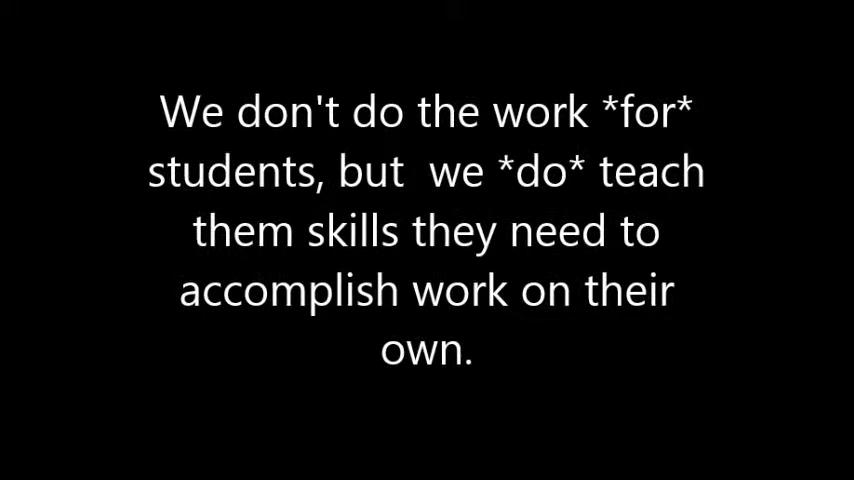 We don't do the work *for*
students, but  we *do* teach
them skills they need to
accomplish work on their
own.